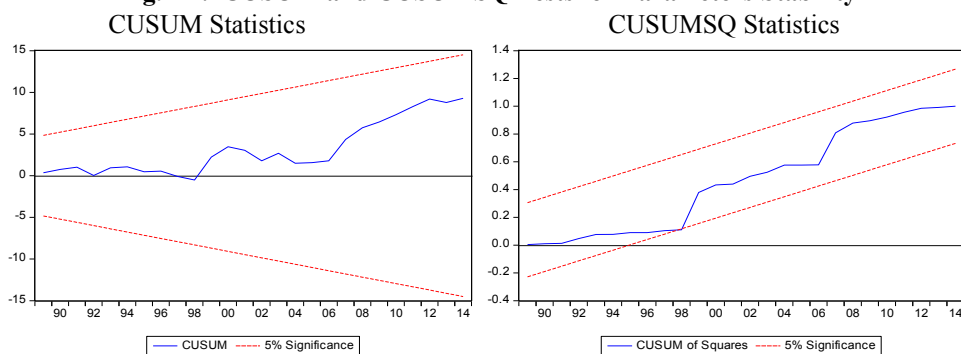 CUSUM Statistics
CUSUMSQ Statistics
15
10
5
0
-5
-10
-15
90 92 94 96 98 00 02 04 06 08 10 12 14
CUSUM 5% Significance
1.4
1.2
1.0
0.8
0.6
0.4
0.2
0.0
-0.2
-0.4
90 92 94 96 98 00 02 04 06 08 10 12 14
CUSUM of Squares 5% Significance